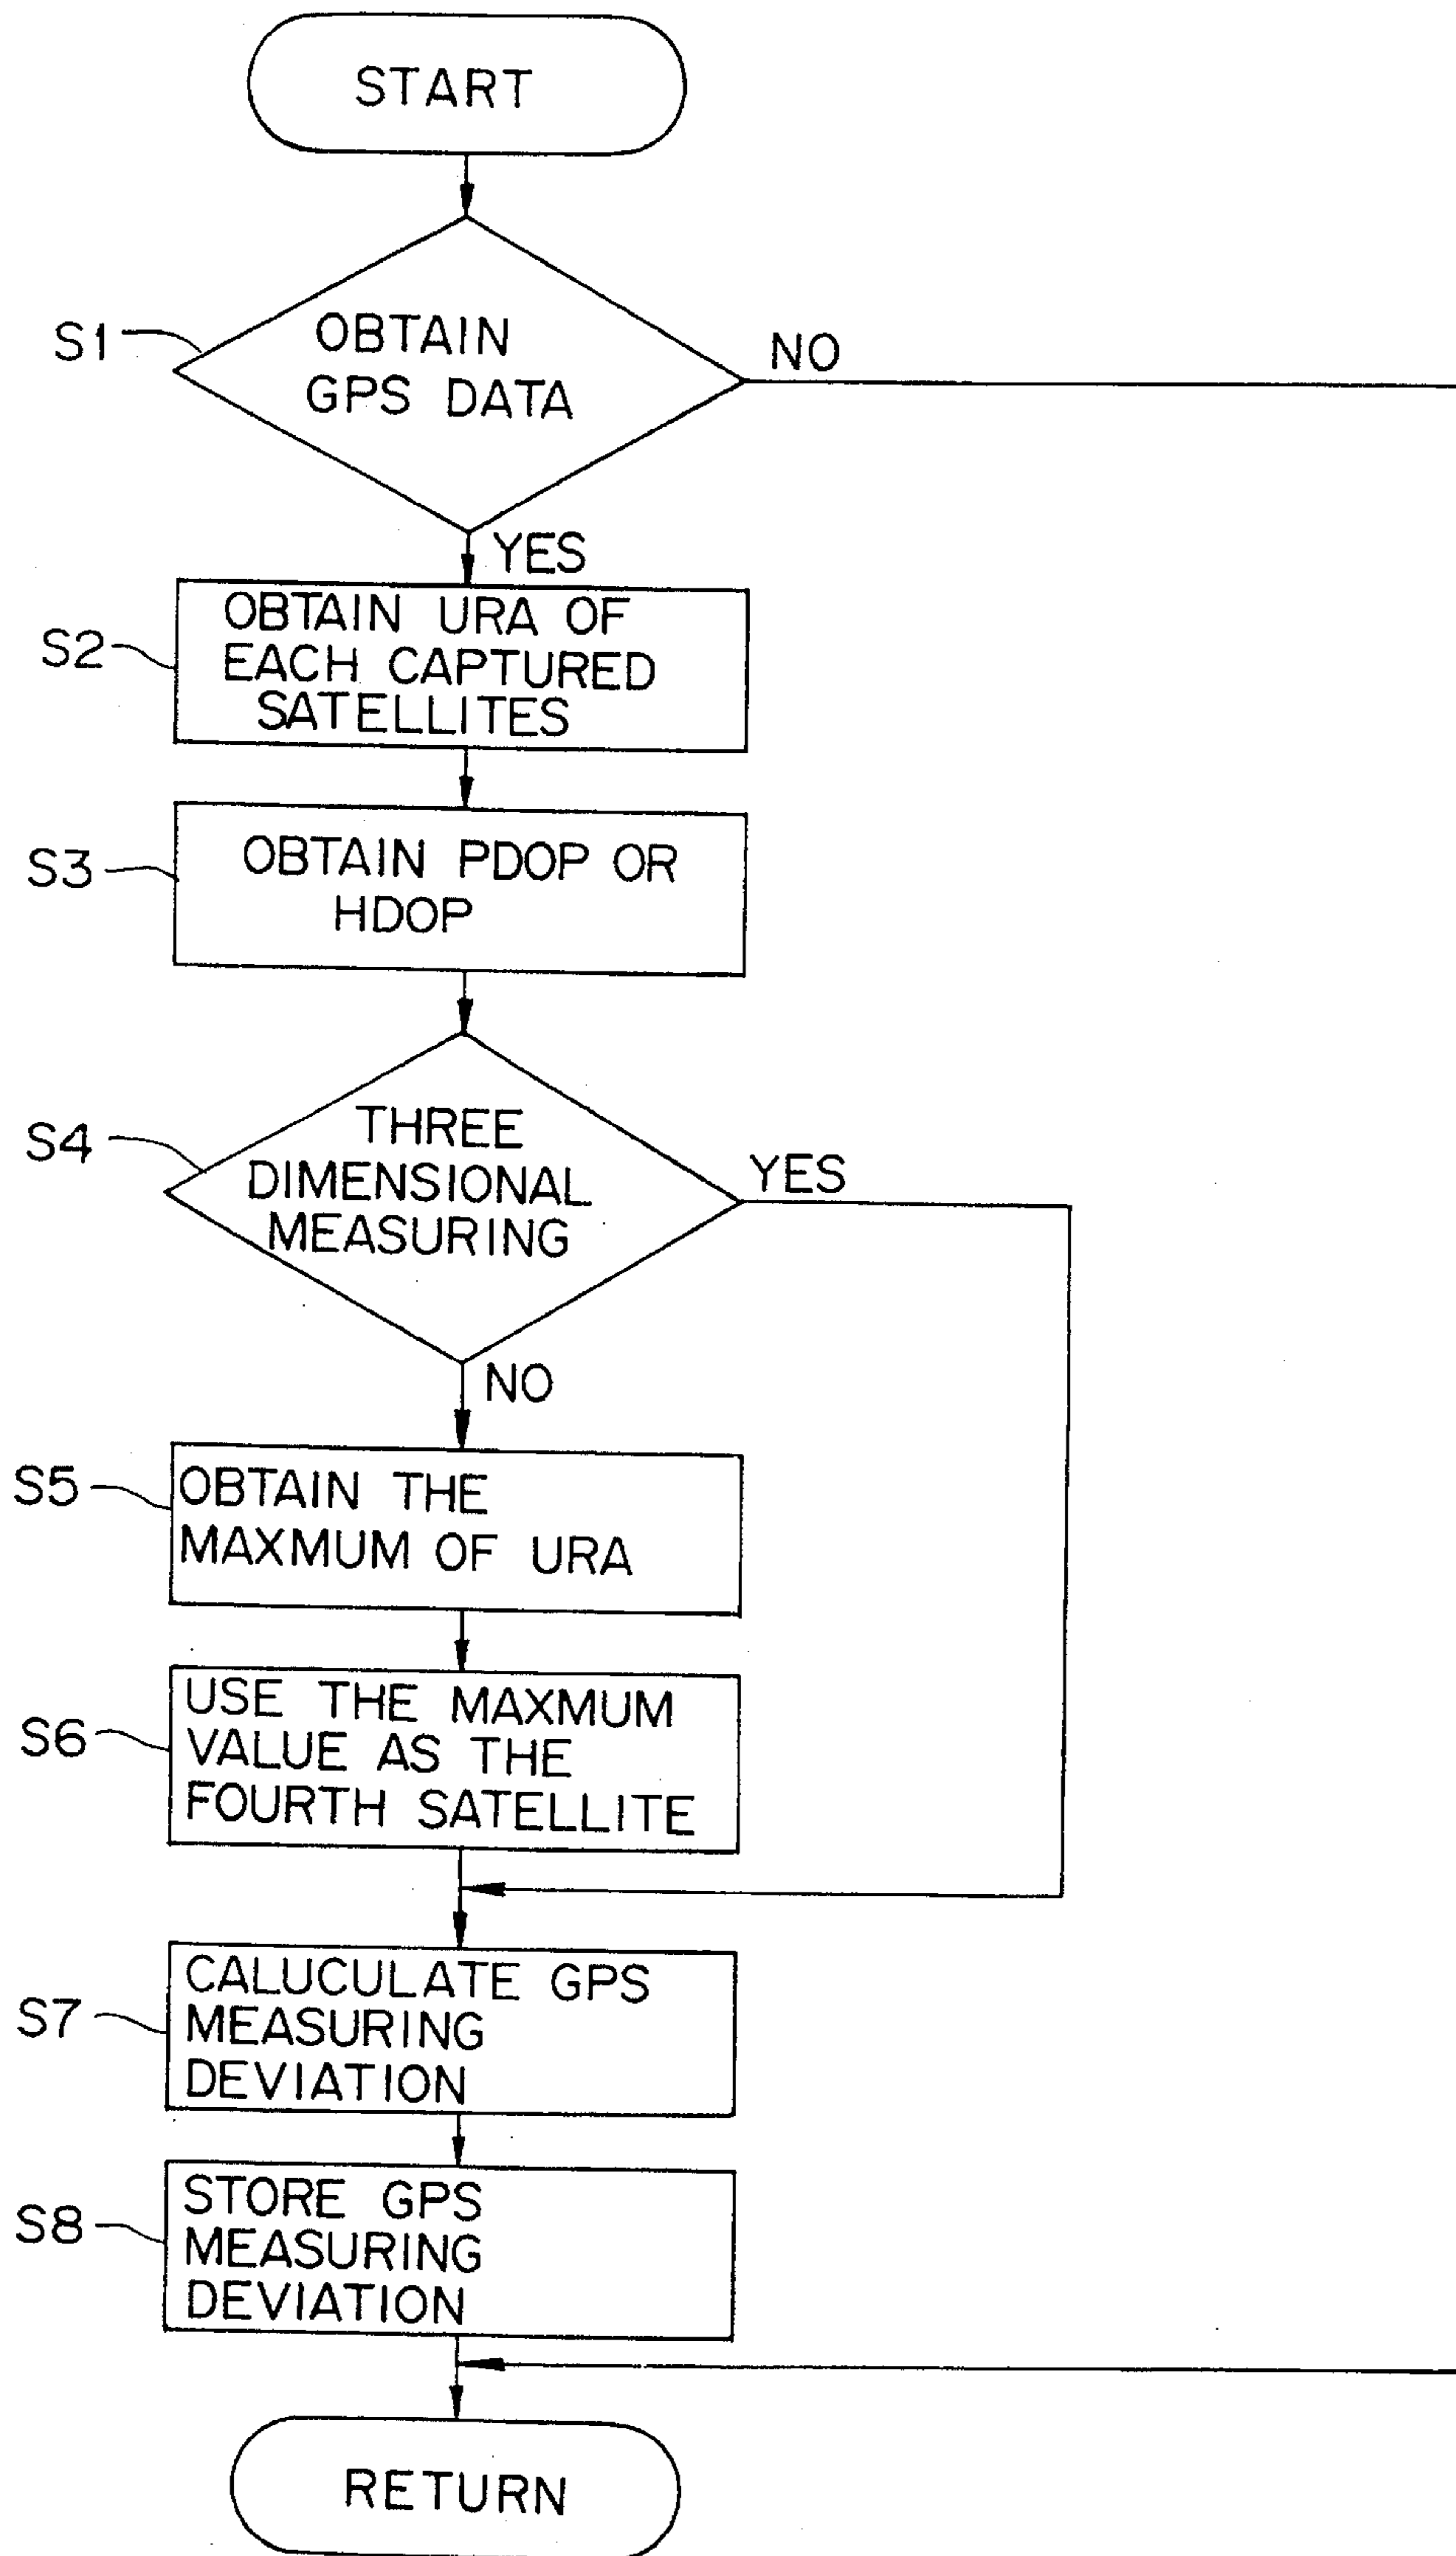 START
S1
OBTAIN
GPS DATA
NO
YES
S2
OBTAIN URA OF
EACH CAPTURED
SATELLITES
S3
OBTAIN PDOP OR
HDOP
S4
THREE
DIMENSIONAL
MEASURING
YES
NO
S5
OBTAIN THE
MAXMUM OF URA
S6
USE THE MAXMUM
VALUE AS THE
FOURTH SATELLITE
S7
CALUCULATE GPS
MEASURING
DEVIATION
S8
STORE GPS
MEASURING
DEVIATION
RETURN